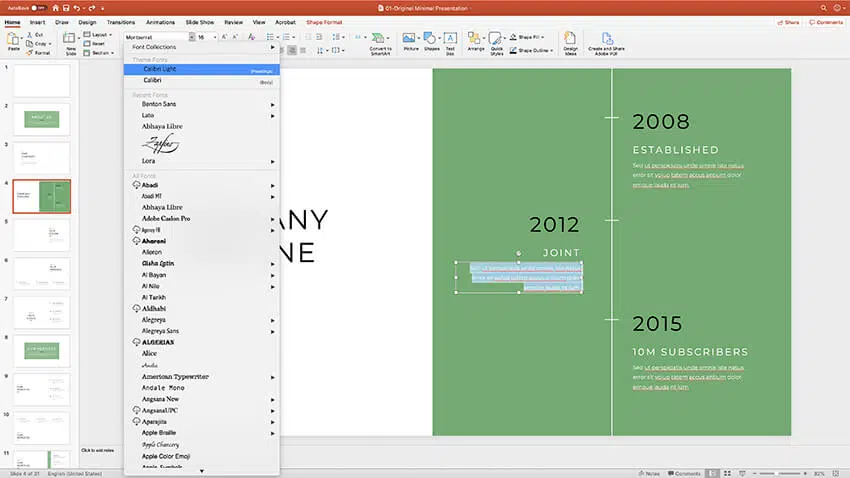 AutoSave OFF
01-Original Minimal Presentation
Home Insert Draw Design Transitions Animations Slide Show Review View Acrobat Shape Format
Share Comments
Paste
Cut
Copy
Format
New Slide
Layout
Reset
Section
Montserrat 16
Convert to SmartArt
Picture
Shapes
Text Box
Arrange
Quick Styles
Shape Fill
Shape Outline
Design Ideas
Create and Share Adobe PDF
Font Collections
Theme Fonts
Calibri Light (Headings)
Calibri (Body)
Recent Fonts
Benton Sans
Lato
Abhaya Libre
Zapfino
Lora
All Fonts
Abadi
Abadi MT
Abhaya Libre
Adobe Caslon Pro
Agency FB
Aharoni
Aileron
Aisha Latin
Al Bayan
Al Nile
Al Tarikh
Aldhabi
Alegreya
Alegreya Sans
ALGERIAN
Alice
American Typewriter
Andale Mono
Angsana New
AngsanaUPC
Aparajita
Apple Braille
Apple Chancery
Apple Color Emoji
Apple Symbols
1
2
3
4
5
6
7
8
9
10
11
ANY
NE
2008
ESTABLISHED
Sed ut perspiciatis unde omnis iste natus
error sit volup tatem accus antium dolor
emque lauda nt ium.
2012
JOINT
Sed ut perspiciatis unde omnis iste natus
error sit volup tatem accus antium dolor
emque lauda nt ium.
2015
10M SUBSCRIBERS
Sed ut perspiciatis unde omnis iste natus
error sit volup tatem accus antium dolor
emque lauda nt ium.
Click to add notes
Slide 4 of 31 English (United States)
Notes Comments 82%